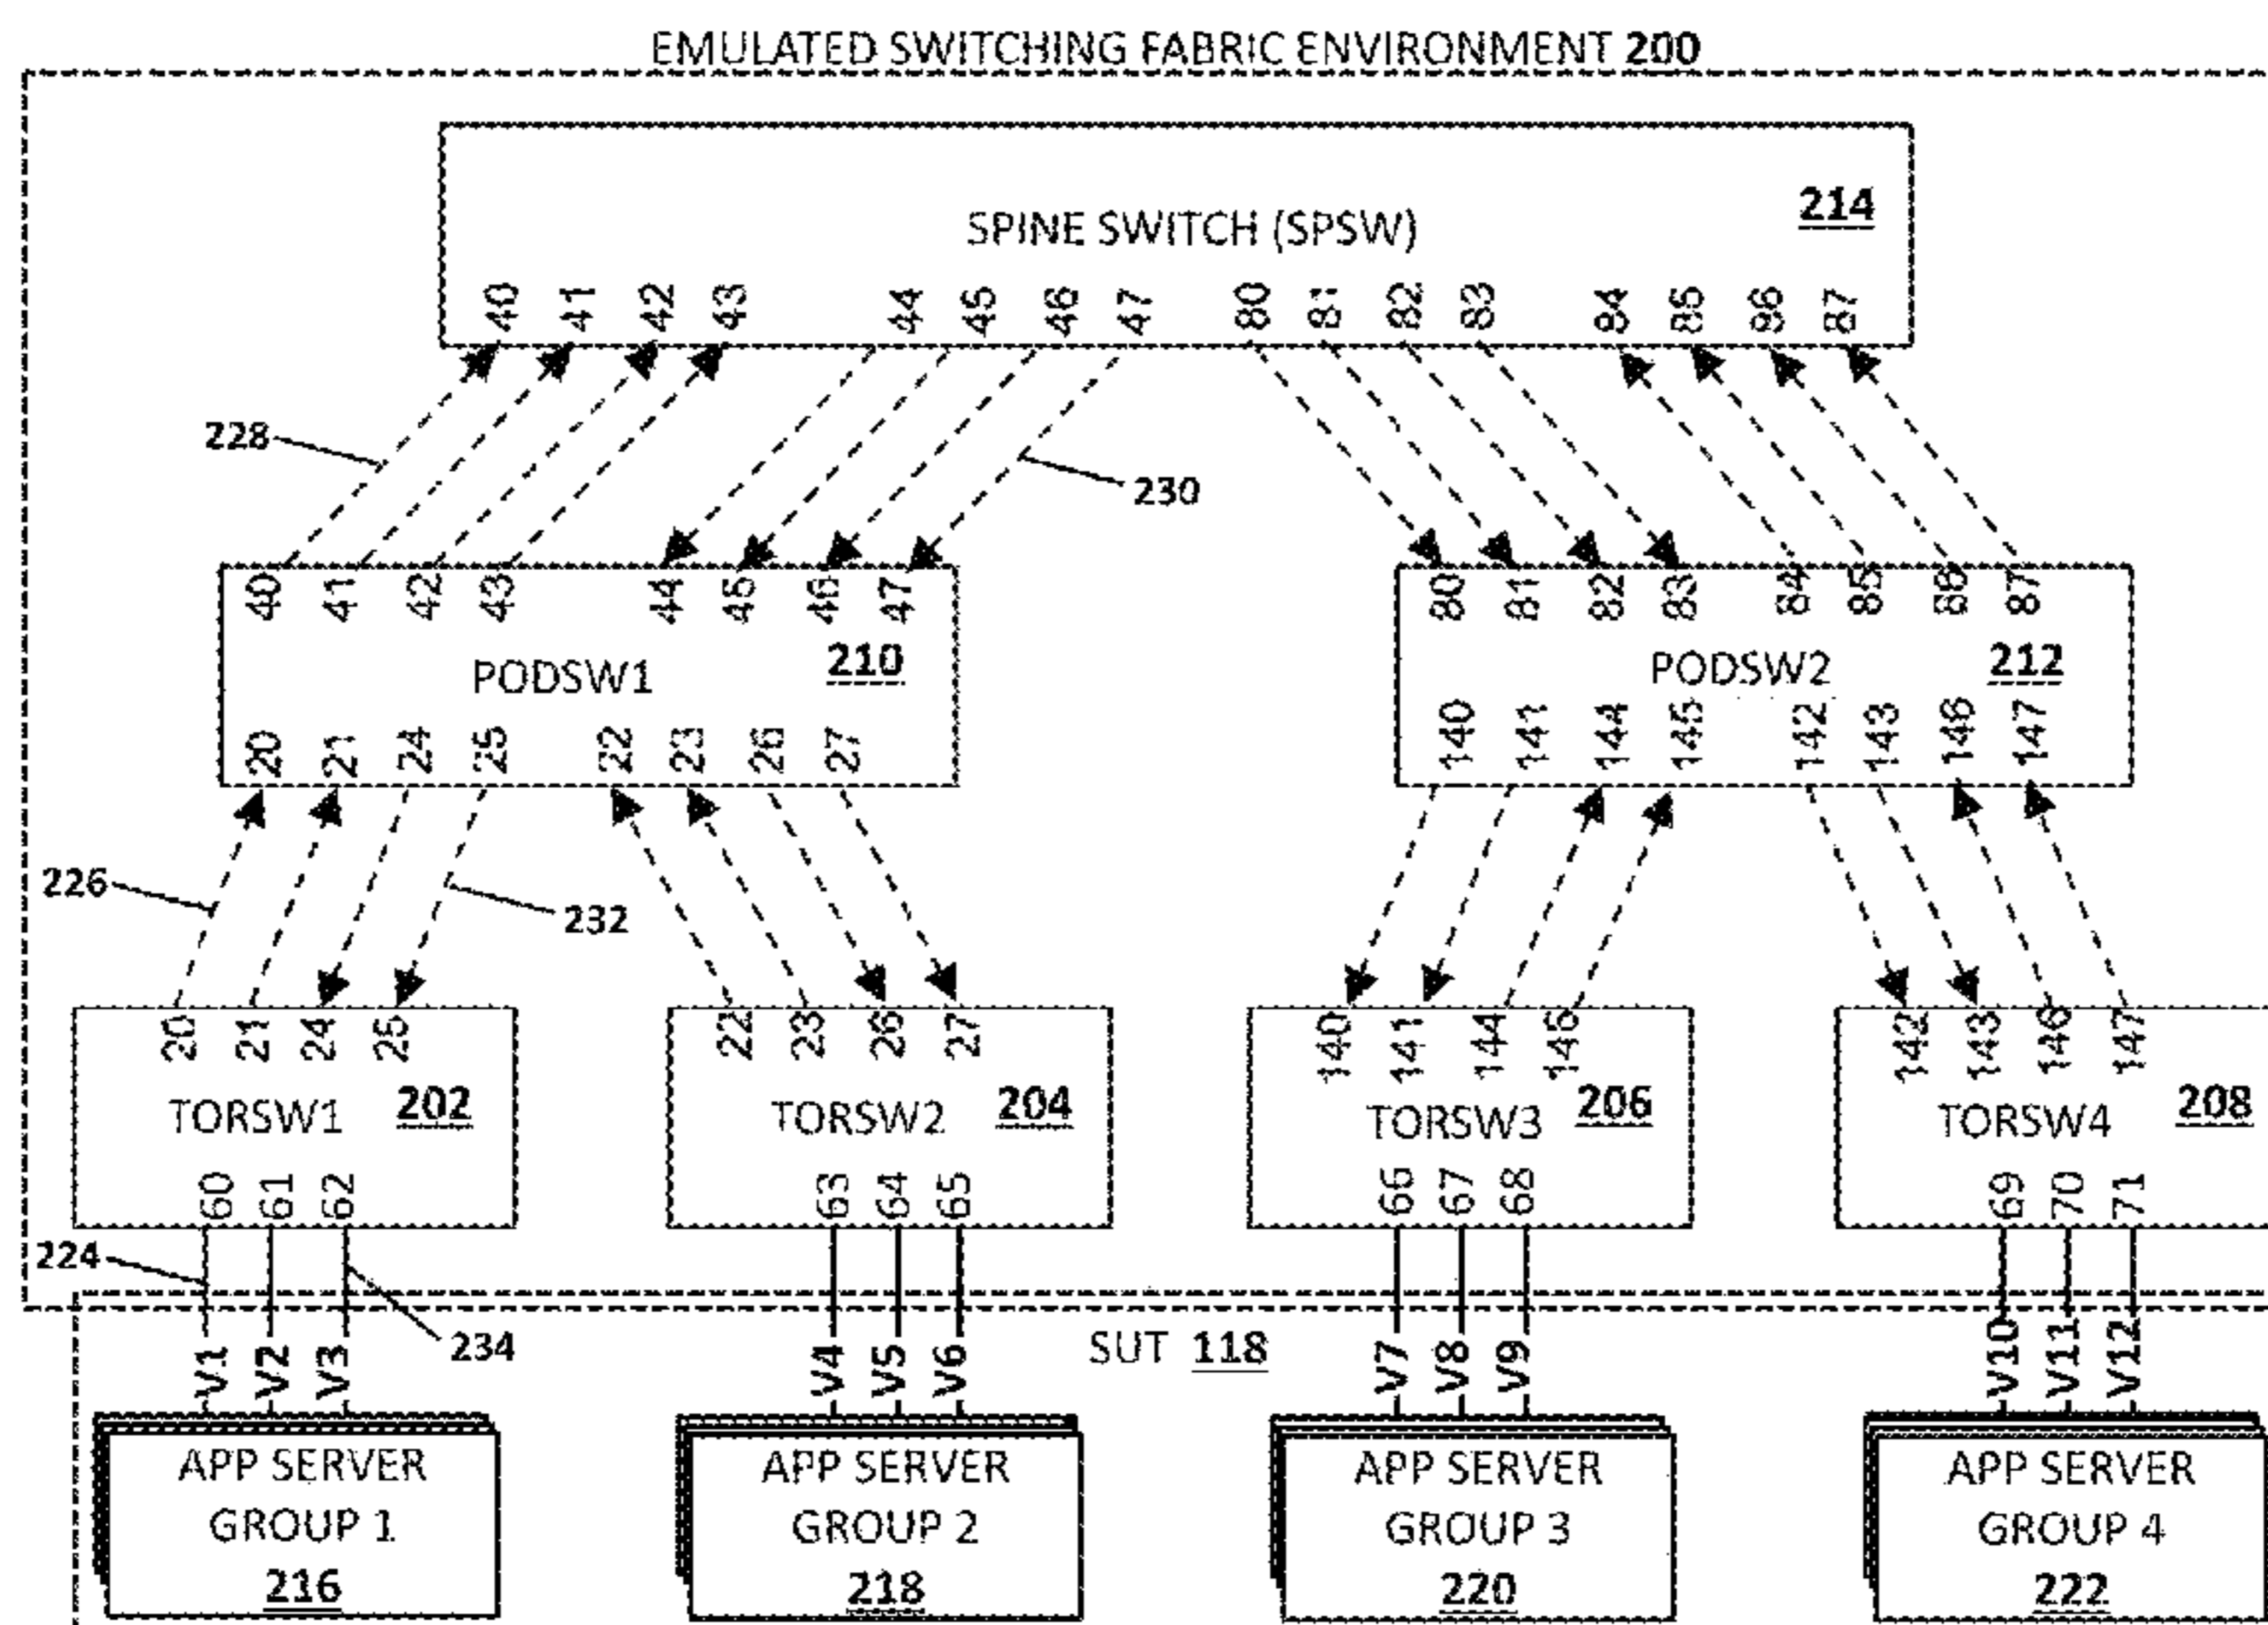 EMULATED SWITCHING FABRIC ENVIRONMENT 200
214
SPINE SWITCH (SPSW)
40 41 42 43 44 45 46 47 80 81 82 83 84 85 86 87
228
230
40 41 42 43 44 45 46 47
80 81 82 83 84 85 86 87
PODSW1 210
PODSW2 212
20 21 24 25 22 23 26 27
140 141 144 145 142 143 146 147
226
232
20 21 24 25
22 23 26 27
140 141 144 145
142 143 146 147
TORSW1 202
TORSW2 204
TORSW3 206
TORSW4 208
60 61 62
63 64 65
66 67 68
69 70 71
224
234
SUT 118
V1 V2 V3
V4 V5 V6
V7 V8 V9
V10 V11 V12
APP SERVER
GROUP 1
216
APP SERVER
GROUP 2
218
APP SERVER
GROUP 3
220
APP SERVER
GROUP 4
222